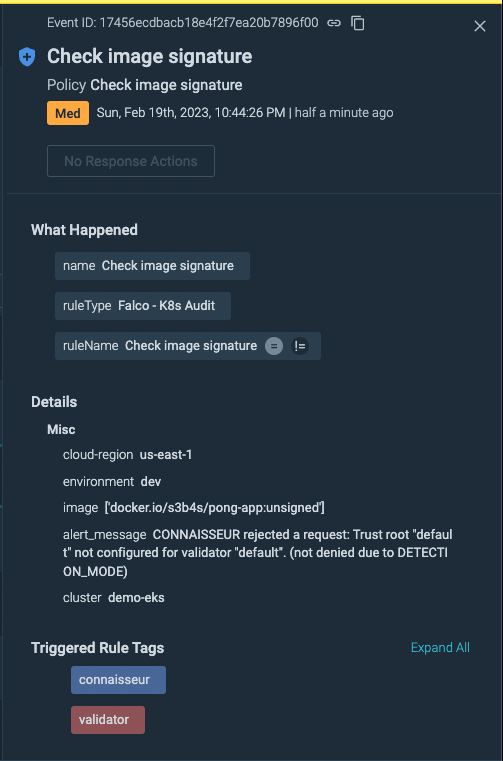 Event ID: 17456ecdbacb18e4f2f7ea20b7896f00
Check image signature
Policy Check image signature
Med Sun, Feb 19th, 2023, 10:44:26 PM | half a minute ago
No Response Actions
What Happened
name Check image signature
ruleType Falco - K8s Audit
ruleName Check image signature = !=
Details
Misc
cloud-region us-east-1
environment dev
image ['docker.io/s3b4s/pong-app:unsigned']
alert_message CONNAISSEUR rejected a request: Trust root "defaul
t" not configured for validator "default". (not denied due to DETECTI
ON_MODE)
cluster demo-eks
Triggered Rule Tags Expand All
connaisseur
validator